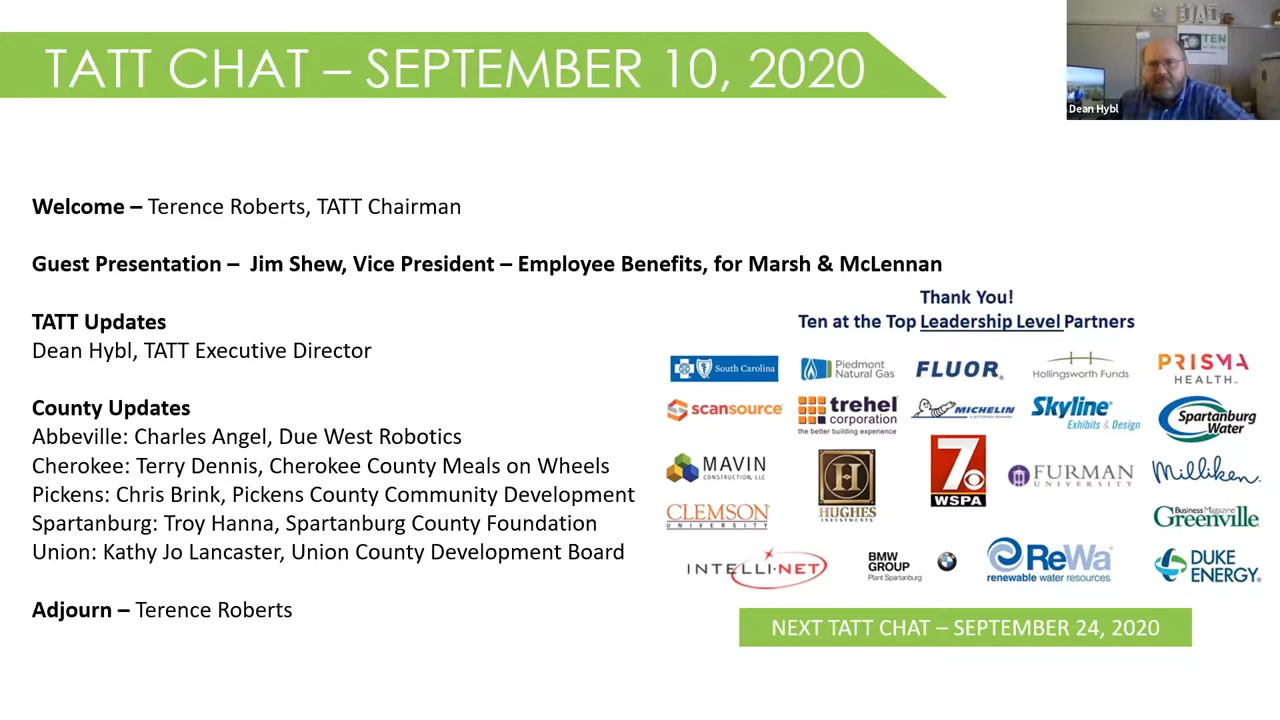 TATT CHAT – SEPTEMBER 10, 2020
TEN
Dean Hybl
Welcome – Terence Roberts, TATT Chairman
Guest Presentation – Jim Shew, Vice President – Employee Benefits, for Marsh & McLennan
TATT Updates
Dean Hybl, TATT Executive Director
County Updates
Abbeville: Charles Angel, Due West Robotics
Cherokee: Terry Dennis, Cherokee County Meals on Wheels
Pickens: Chris Brink, Pickens County Community Development
Spartanburg: Troy Hanna, Spartanburg County Foundation
Union: Kathy Jo Lancaster, Union County Development Board
Adjourn – Terence Roberts
Thank You!
Ten at the Top Leadership Level Partners
South Carolina
Piedmont
Natural Gas
FLUOR.
Hollingsworth Funds
PRISMA
HEALTH
scansource
trehel
corporation
the better building experience
MICHELIN
Skyline
Exhibits & Design
Spartanburg
Water
MAVIN
CONSTRUCTION, LLC
H
HUGHES
INVESTMENTS
7
WSPA
FURMAN
UNIVERSITY
Milliken
CLEMSON
UNIVERSITY
Business Magazine
Greenville
INTELLI·NET
BMW
GROUP
Plant Spartanburg
ReWa
renewable water resources
DUKE
ENERGY
NEXT TATT CHAT – SEPTEMBER 24, 2020